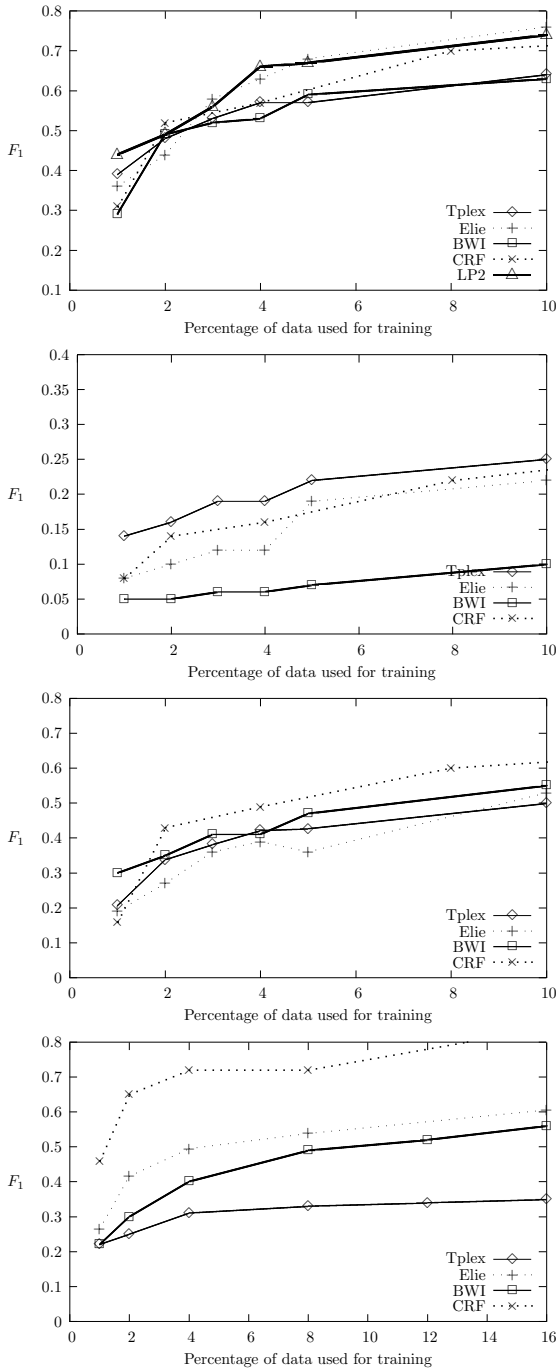 0.8
0.7
0.6
0.5
F1
0.4
0.3
0.2
0.1
Tplex
Elie
BWI
CRF
LP2
0 2 4 6 8 10
Percentage of data used for training
0.4
0.35
0.3
0.25
F1
0.2
0.15
0.1
0.05
0
Tplex
Elie
BWI
CRF
0 2 4 6 8 10
Percentage of data used for training
0.8
0.7
0.6
0.5
F1
0.4
0.3
0.2
0.1
0
Tplex
Elie
BWI
CRF
0 2 4 6 8 10
Percentage of data used for training
0.8
0.7
0.6
0.5
F1
0.4
0.3
0.2
0.1
0
Tplex
Elie
BWI
CRF
0 2 4 6 8 10 12 14 16
Percentage of data used for training